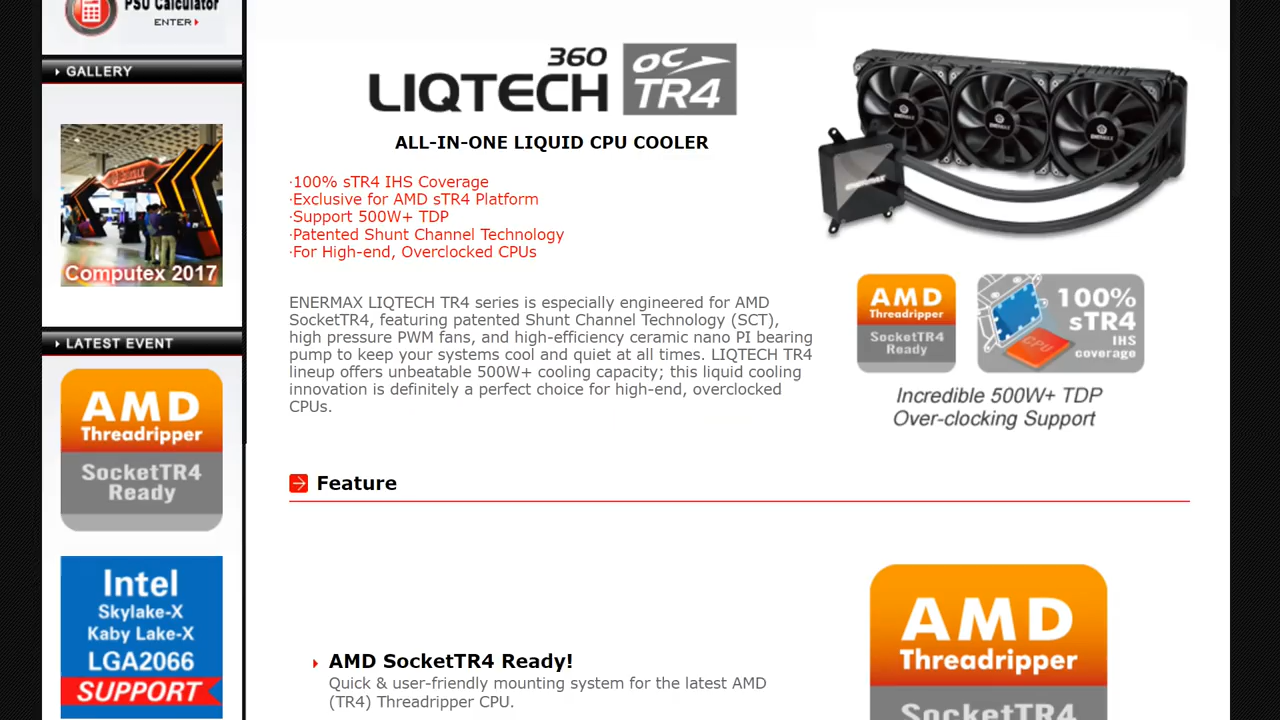 PSU Calculator
ENTER
GALLERY
Computex 2017
LATEST EVENT
AMD
Threadripper
SocketTR4
Ready
Intel
Skylake-X
Kaby Lake-X
LGA2066
SUPPORT
360
LIQTECH
OC
TR4
ALL-IN-ONE LIQUID CPU COOLER
·100% sTR4 IHS Coverage
·Exclusive for AMD sTR4 Platform
·Support 500W+ TDP
·Patented Shunt Channel Technology
·For High-end, Overclocked CPUs
ENERMAX LIQTECH TR4 series is especially engineered for AMD
SocketTR4, featuring patented Shunt Channel Technology (SCT),
high pressure PWM fans, and high-efficiency ceramic nano PI bearing
pump to keep your systems cool and quiet at all times. LIQTECH TR4
lineup offers unbeatable 500W+ cooling capacity; this liquid cooling
innovation is definitely a perfect choice for high-end, overclocked
CPUs.
ENERMAX
ENERMAX
ENERMAX
ENERMAX
AMD
Threadripper
SocketTR4
Ready
CPU
100%
sTR4
IHS
coverage
Incredible 500W+ TDP
Over-clocking Support
Feature
AMD SocketTR4 Ready!
Quick & user-friendly mounting system for the latest AMD
(TR4) Threadripper CPU.
AMD
Threadripper
SocketTR4